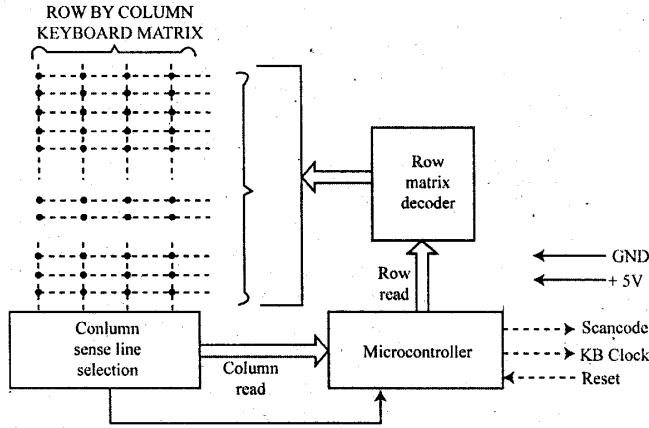 ROW BY COLUMN
KEYBOARD MATRIX
Row
matrix
decoder
Row
read
GND
+ 5V
Conlumn
sense line
selection
Column
read
Microcontroller
Scancode
KB Clock
Reset